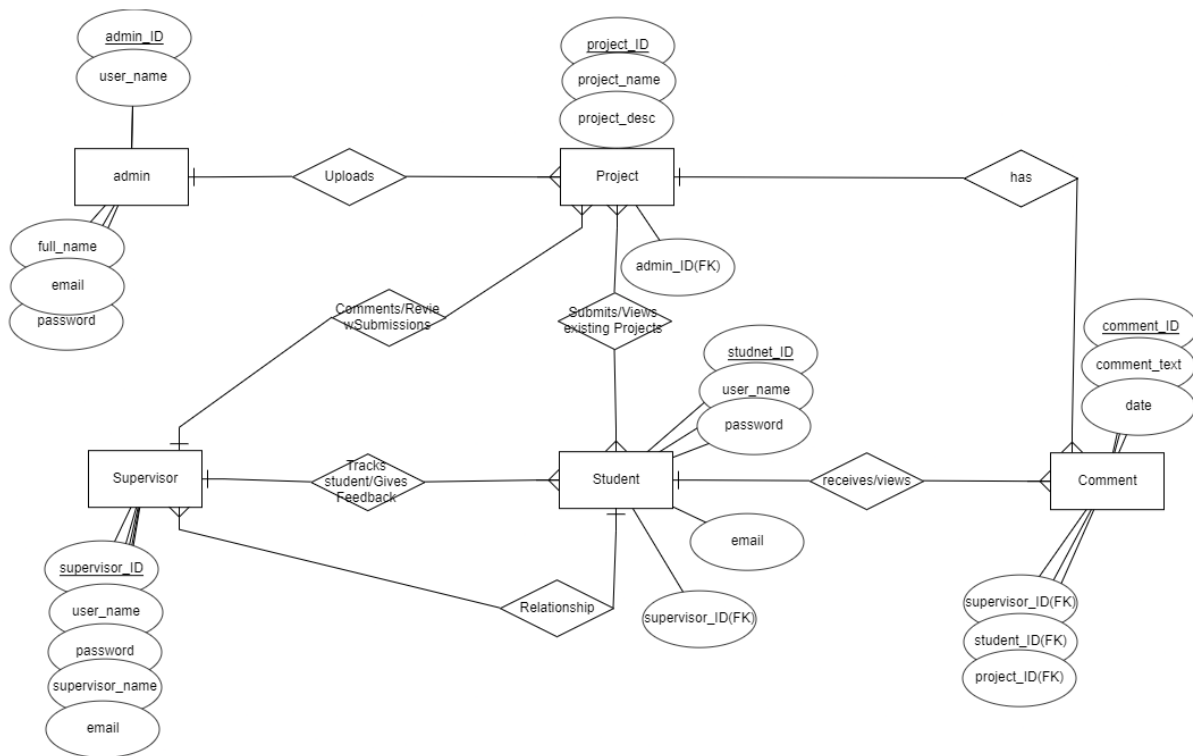 admin_ID
user_name
project_ID
project_name
project_desc
admin
Uploads
Project
has
full_name
email
password
admin_ID(FK)
Comments/Revie
wSubmissions
Submits/Views
existing Projects
studnet_ID
user_name
password
comment_ID
comment_text
date
Supervisor
Tracks
student/Gives
Feedback
Student
receives/views
Comment
supervisor_ID
user_name
password
supervisor_name
email
Relationship
email
supervisor_ID(FK)
supervisor_ID(FK)
student_ID(FK)
project_ID(FK)